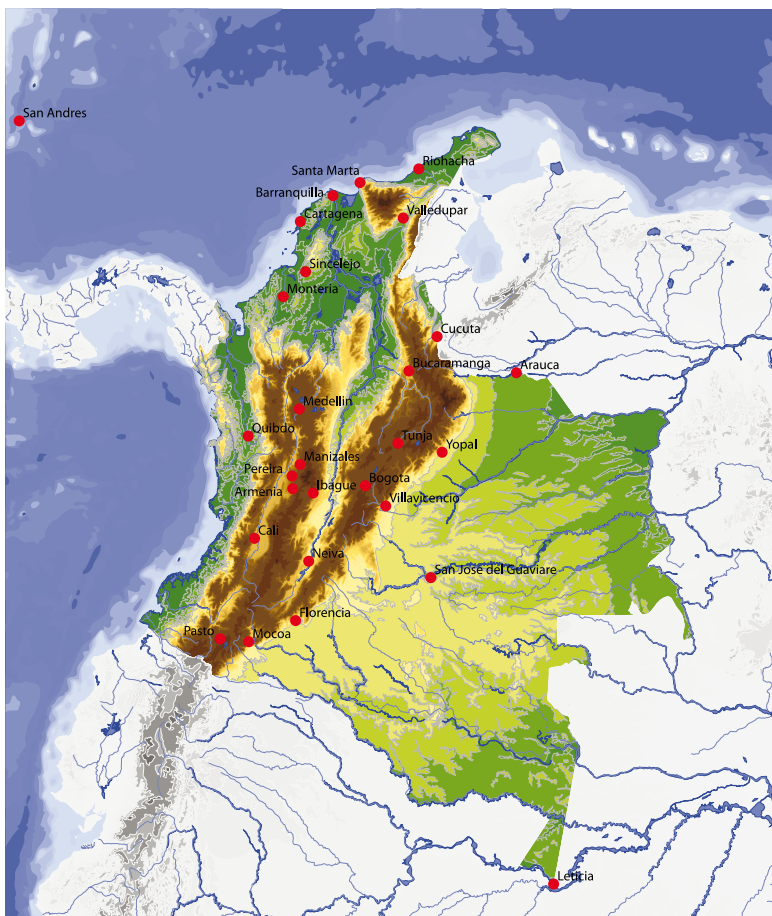 San Andres
Riohacha
Santa Marta
Barranquilla
Cartagena
Valledupar
Sincelejo
Monteria
Cucuta
Bucaramanga
Arauca
Medellin
Quibdo
Tunja
Yopal
Manizales
Pereira
Armenia
Ibague
Bogota
Villavicencio
Cali
Neiva
San Jose del Guaviare
Florencia
Pasto
Mocoa
Leticia